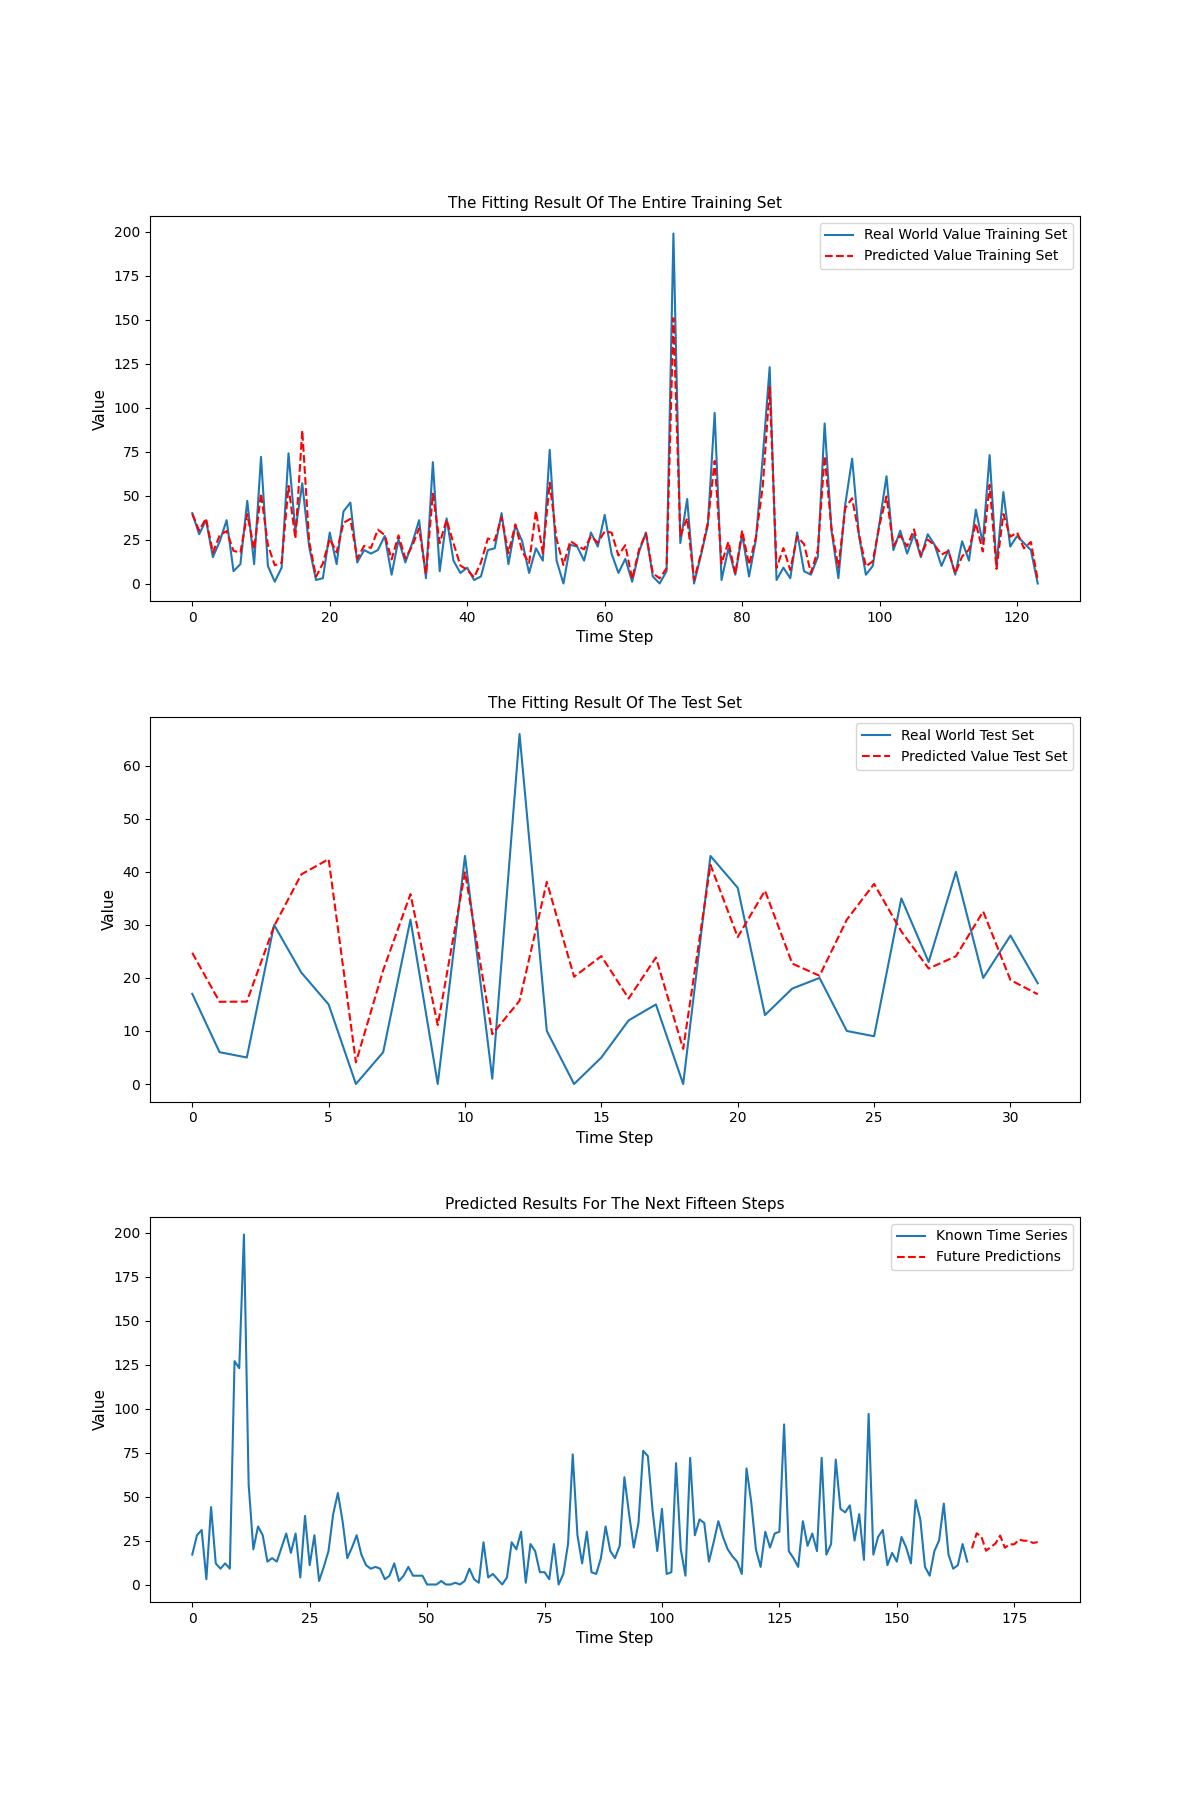 The Fitting Result Of The Entire Training Set
Real World Value Training Set
Predicted Value Training Set
Value
200
175
150
125
100
75
50
25
0
0 20 40 60 80 100 120
Time Step
The Fitting Result Of The Test Set
Real World Test Set
Predicted Value Test Set
Value
60
50
40
30
20
10
0
0 5 10 15 20 25 30
Time Step
Predicted Results For The Next Fifteen Steps
Known Time Series
Future Predictions
Value
200
175
150
125
100
75
50
25
0
0 25 50 75 100 125 150 175
Time Step